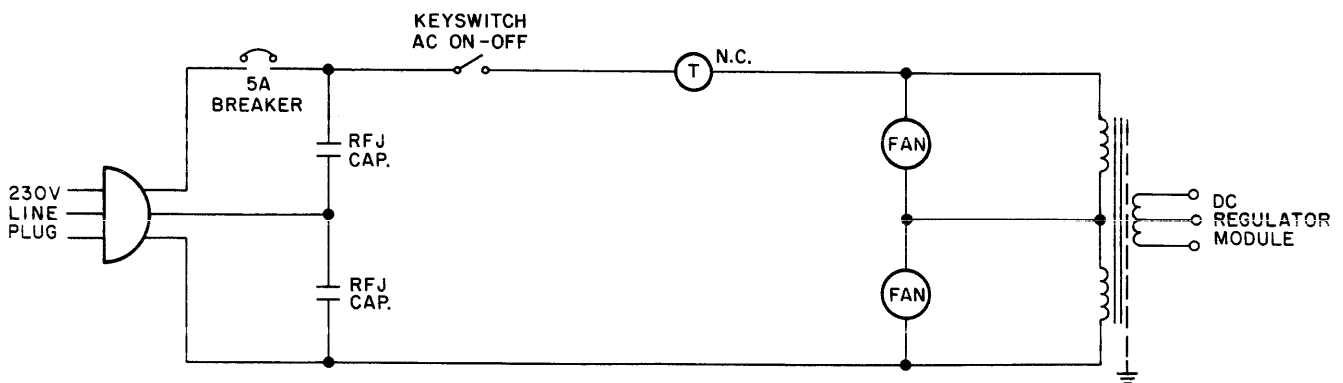 KEYSWITCH
AC ON-OFF
5A
BREAKER
T
N.C.
RFJ
CAP.
FAN
230V
LINE
PLUG
DC
REGULATOR
MODULE
RFJ
CAP.
FAN